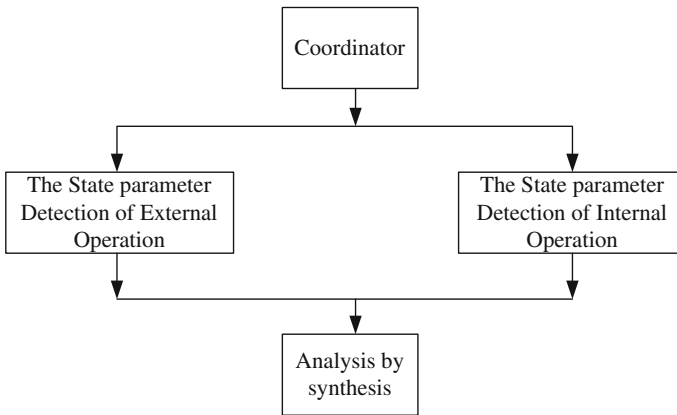 Coordinator
The State parameter
Detection of External
Operation
The State parameter
Detection of Internal
Operation
Analysis by
synthesis